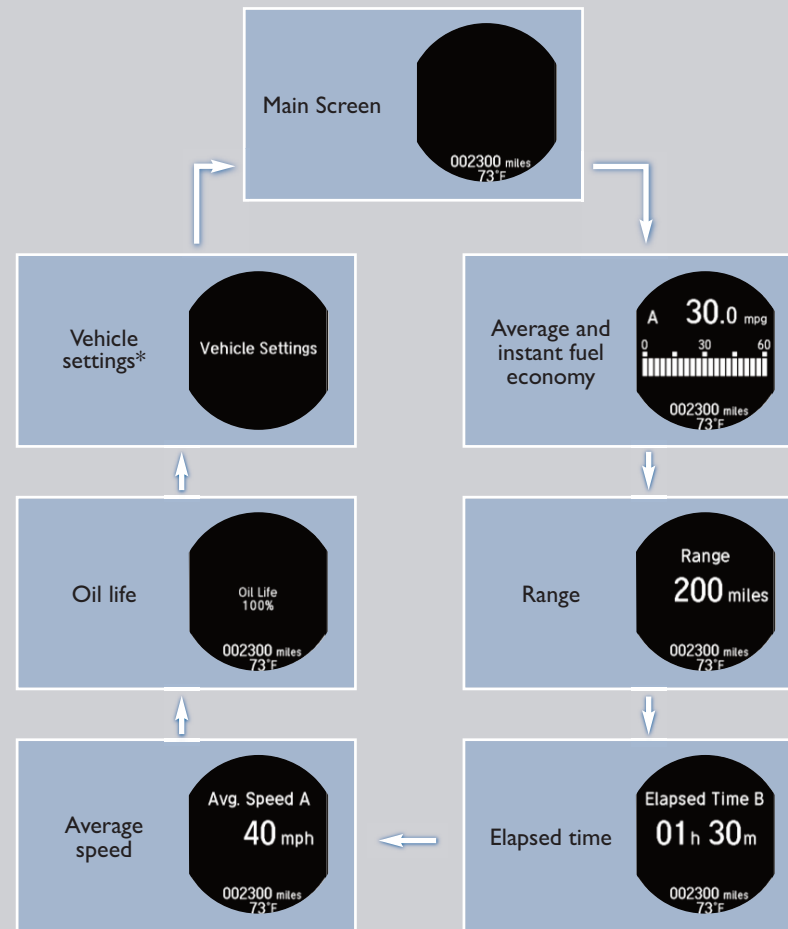 Main Screen
002300 miles
73°F
Average and
instant fuel
economy
A 30.0 mpg
0 30 60
002300 miles
73°F
Range
Range
200 miles
002300 miles
73°F
Elapsed time
Elapsed Time B
01h 30m
002300 miles
73°F
Average
speed
Avg. Speed A
40 mph
002300 miles
73°F
Oil life
Oil Life
100%
002300 miles
73°F
Vehicle
settings*
Vehicle Settings